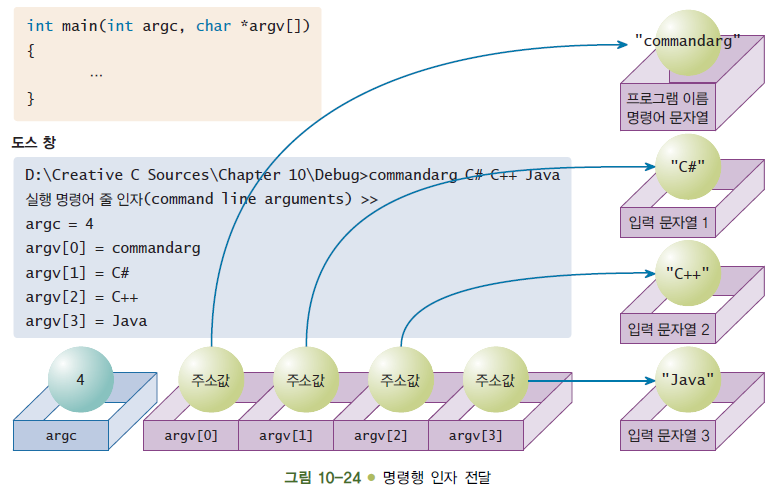 int main(int argc, char *argv[])
{
...
}
도스 창
D:\Creative C Sources\Chapter 10\Debug>commandarg C# C++ Java
실행 명령어 줄 인자(command line arguments) >>
argc = 4
argv[0] = commandarg
argv[1] = C#
argv[2] = C++
argv[3] = Java
"commandarg"
프로그램 이름
명령어 문자열
"C#"
입력 문자열 1
"C++"
입력 문자열 2
"Java"
입력 문자열 3
4
주소값
주소값
주소값
주소값
argc
argv[0]
argv[1]
argv[2]
argv[3]
그림 10-24 ● 명령행 인자 전달